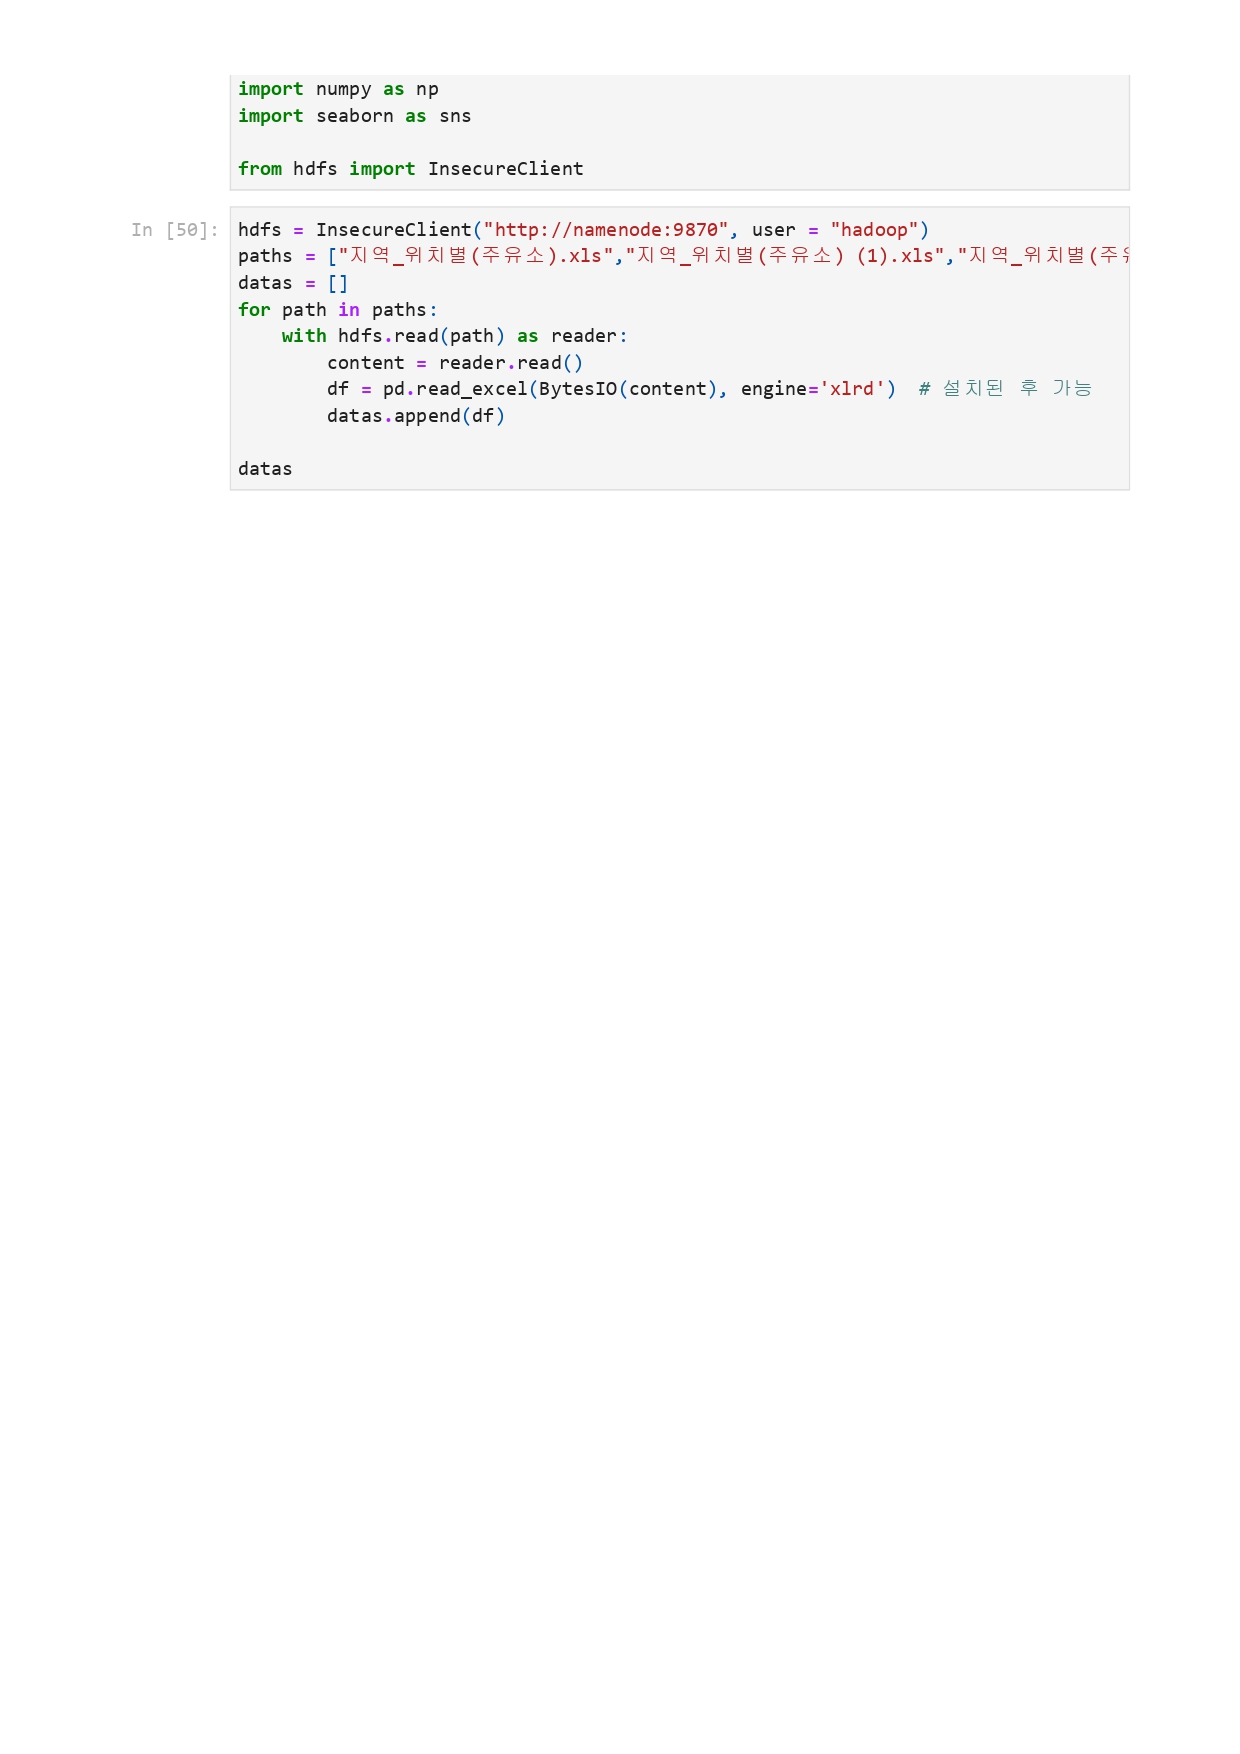 import numpy as np
import seaborn as sns
from hdfs import InsecureClient
In [50]:
hdfs = InsecureClient("http://namenode:9870", user = "hadoop")
paths = ["지역_위치별(주유소).xls","지역_위치별(주유소) (1).xls","지역_위치별(주
datas = []
for path in paths:
    with hdfs.read(path) as reader:
        content = reader.read()
        df = pd.read_excel(BytesIO(content), engine='xlrd')  # 설치된 후 가능
        datas.append(df)
datas